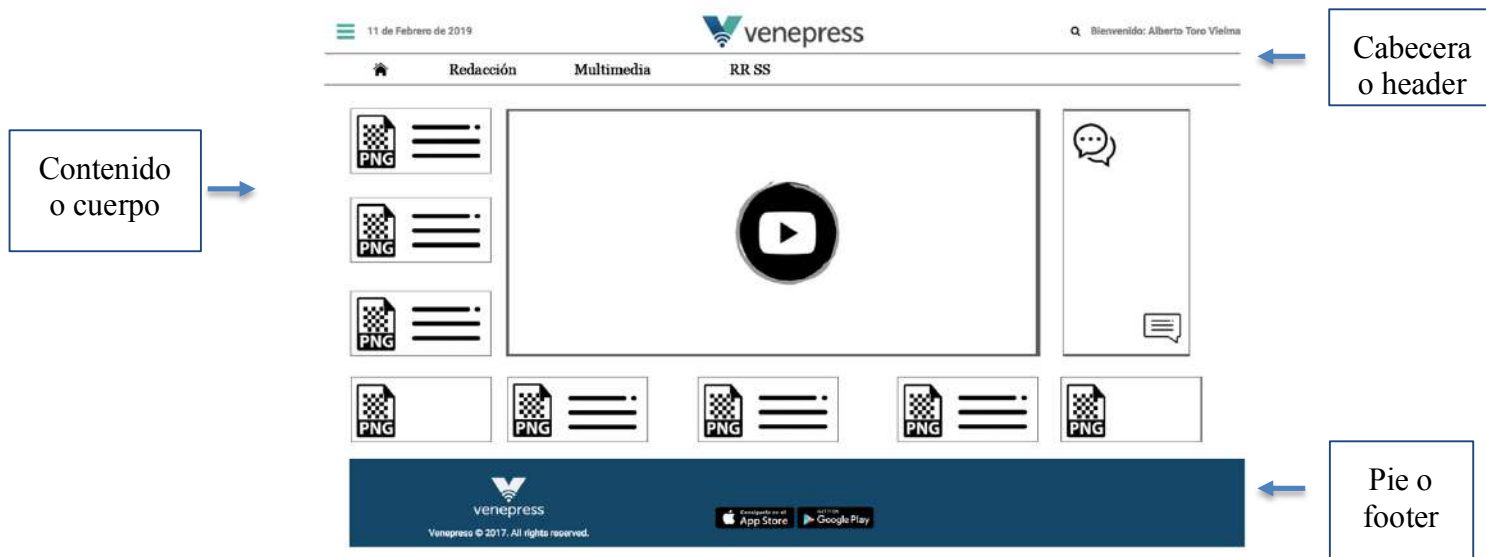 11 de Febrero de 2019
venepress
Bienvenido: Alberto Toro Vielma
Redacción
Multimedia
RR SS
Cabecera
o header
Contenido
o cuerpo
PNG
PNG
PNG
PNG
PNG
PNG
PNG
PNG
venepress
Venepress © 2017. All rights reserved.
App Store
Google Play
Pie o
footer